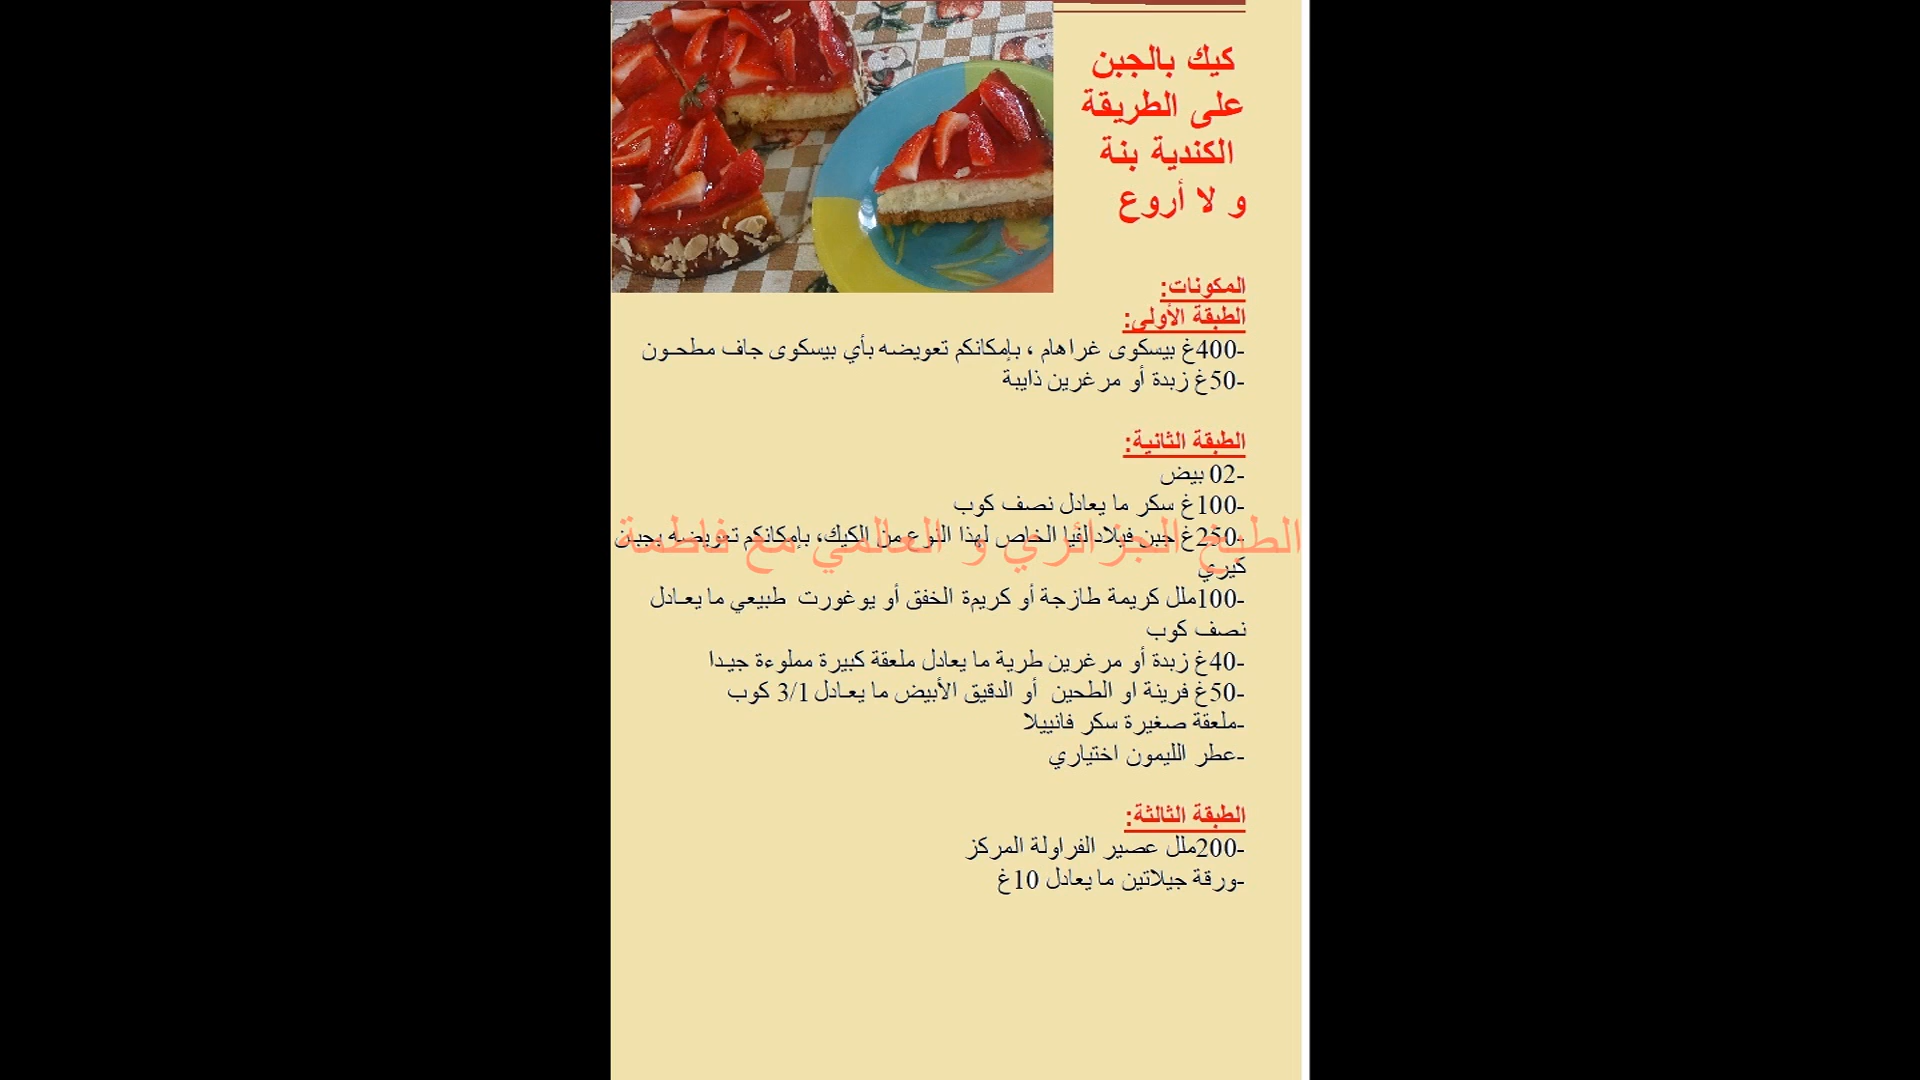 كيك بالجبن
على الطريقة
الكندية بنة
و لا أروع
المكونات:
الطبقة الأولى:
-400غ بيسكوى غراهام ، بإمكانكم تعويضه بأي بيسكوى جاف مطحـون
-50غ زبدة أو مرغرين ذايبة
الطبقة الثانية:
-02 بيض
-100غ سكر ما يعادل نصف كوب
-250غ جبن فيلادلفيا الخاص لهذا النوع من الكيك، بإمكانكم تعويضه بجبن
كيري
الطبخ الجزائري و العالمي مع فاطمة
-100ملل كريمة طازجة أو كريمة الخفق أو يوغورت طبيعي ما يعـادل
نصف كوب
-40غ زبدة أو مرغرين طرية ما يعادل ملعقة كبيرة مملوءة جيـدا
-50غ فرينة او الطحين أو الدقيق الأبيض ما يعـادل 3/1 كوب
-ملعقة صغيرة سكر فانييلا
-عطر الليمون اختياري
الطبقة الثالثة:
-200ملل عصير الفراولة المركز
-ورقة جيلاتين ما يعادل 10غ